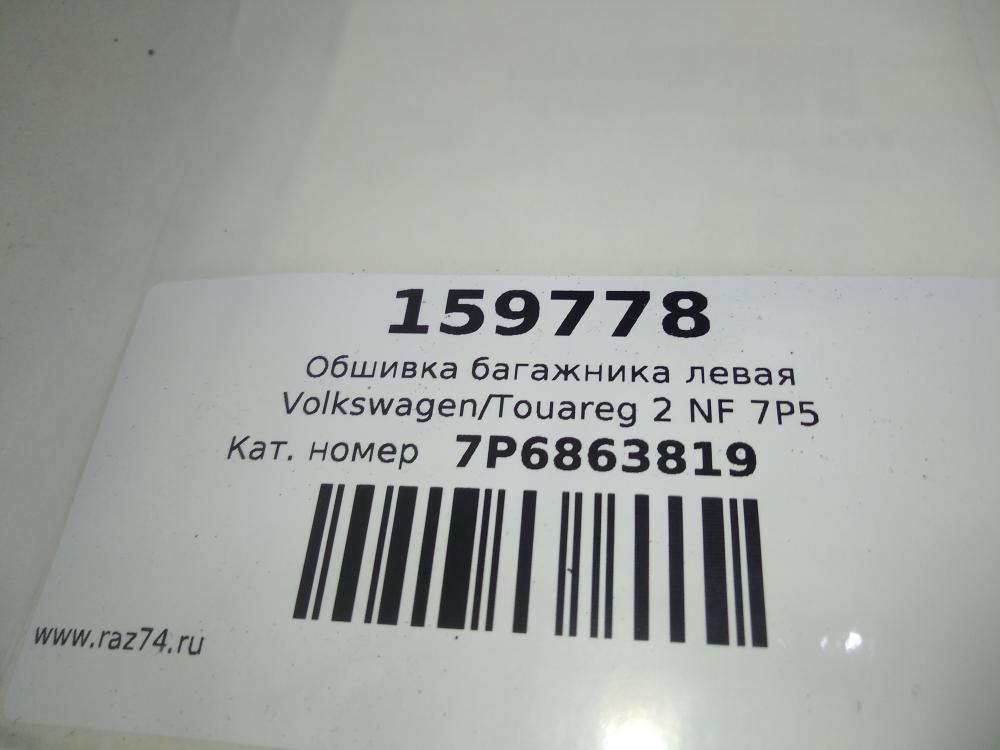 159778
Обшивка багажника левая
Volkswagen/Touareg 2 NF 7P5
Кат. номер 7P6863819
www.raz74.ru